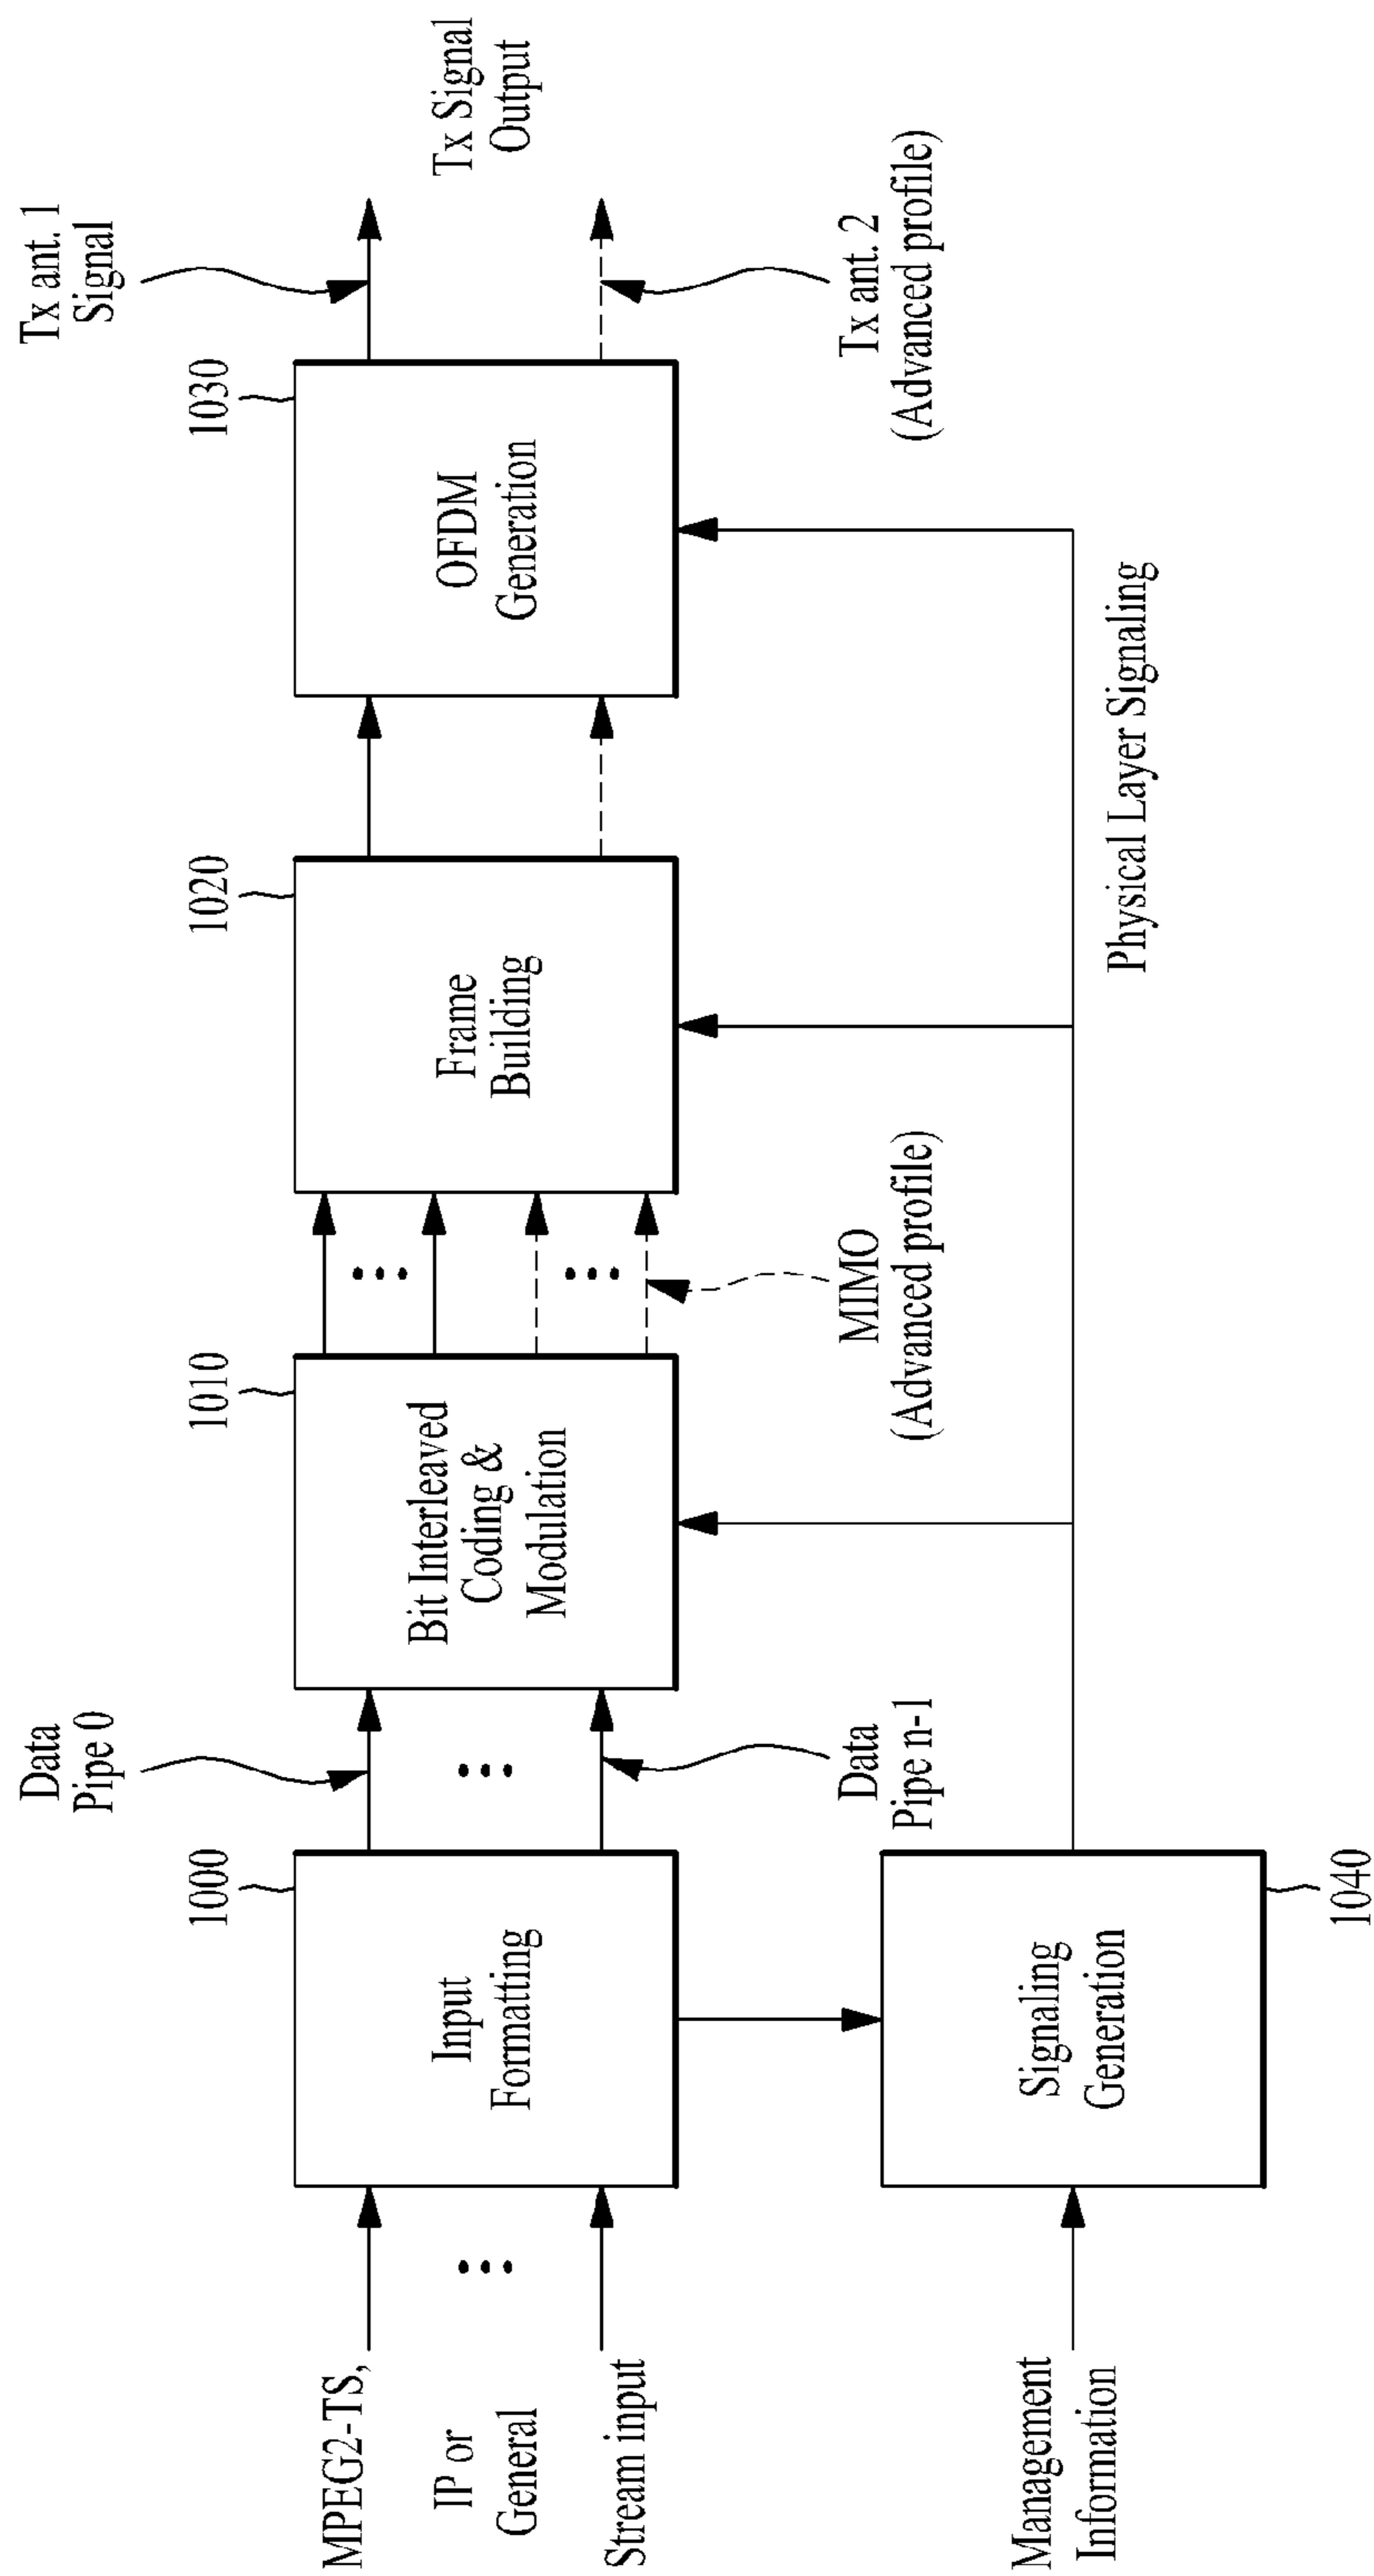 Tx ant. 1
Signal
Tx Signal
Output
Tx ant. 2
(Advanced profile)
1030
OFDM
Generation
1020
Frame
Building
Physical Layer Signaling
MIMO
(Advanced profile)
1010
Bit Interleaved
Coding &
Modulation
Data
Pipe 0
Data
Pipe n-1
1000
Input
Formatting
1040
Signaling
Generation
MPEG2-TS,
IP or
General
Stream input
Management
Information